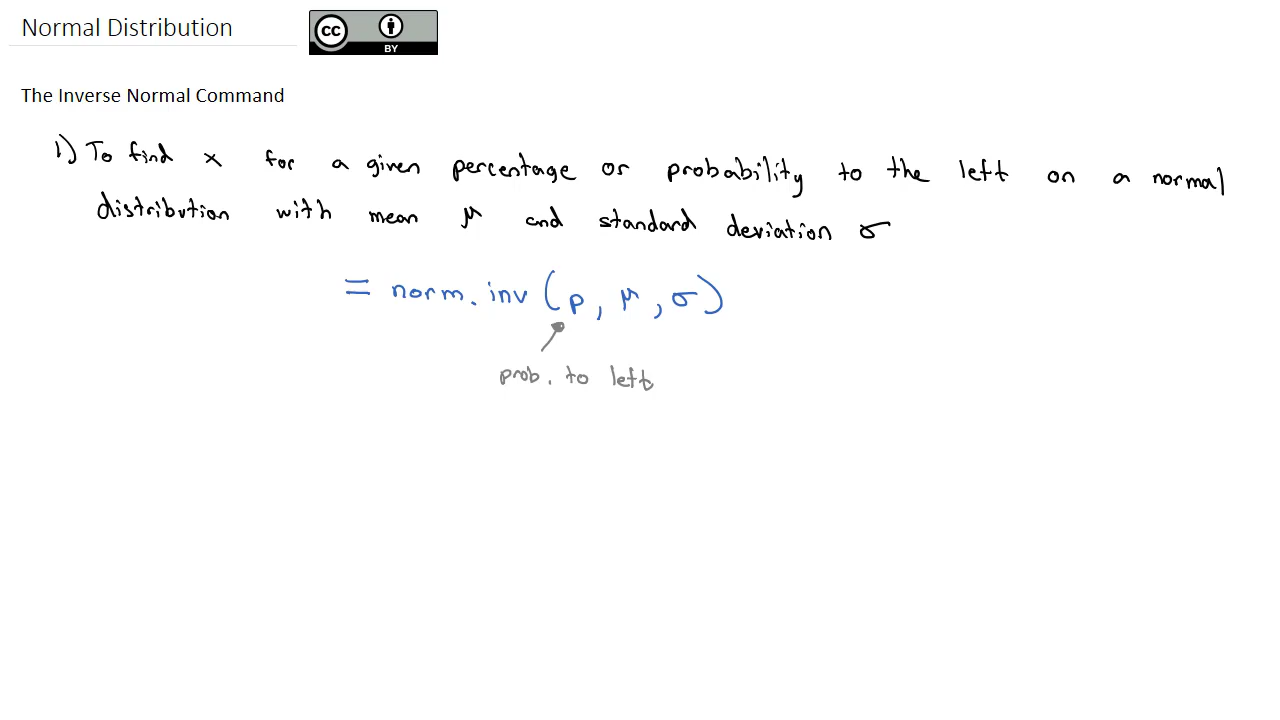 Normal Distribution
cc BY
The Inverse Normal Command
1) To find x for a given percentage or probability to the left on a normal
distribution with mean μ and standard deviation σ
= norm.inv(p, μ, σ)
prob. to left